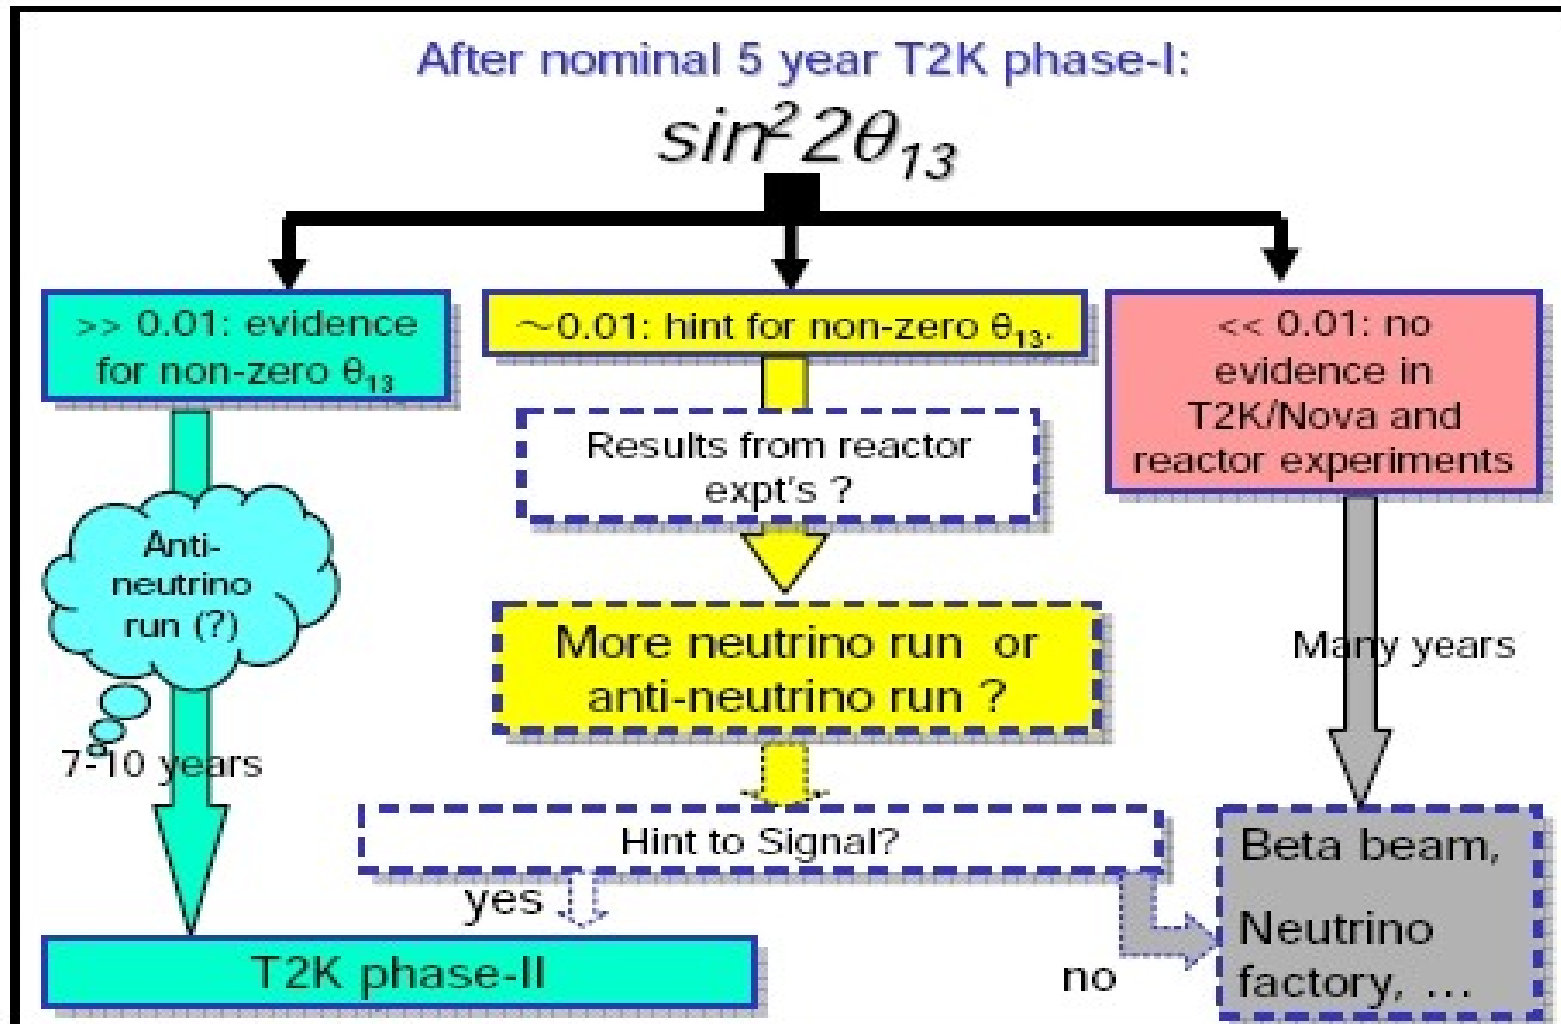 After nominal 5 year T2K phase-I:
sin²2θ₁₃
>> 0.01: evidence
for non-zero θ₁₃
~0.01: hint for non-zero θ₁₃.
<< 0.01: no
evidence in
T2K/Nova and
reactor experiments
Results from reactor
expt's ?
Anti-
neutrino
run (?)
More neutrino run or
anti-neutrino run ?
Many years
7-10 years
Hint to Signal?
yes
no
T2K phase-II
Beta beam,
Neutrino
factory, ...